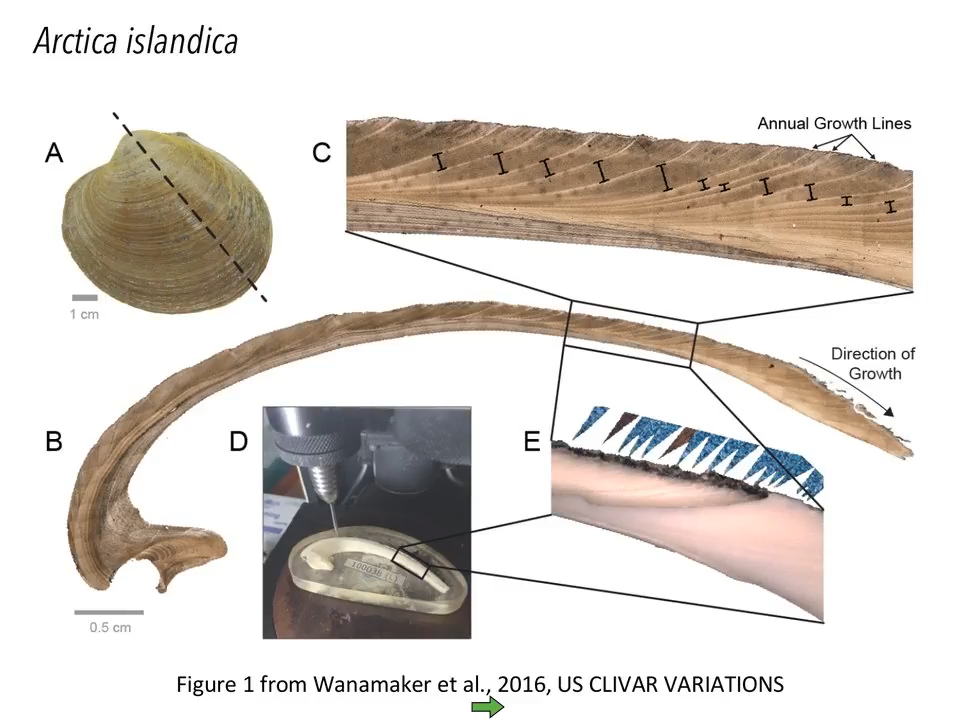 Arctica islandica
A
1 cm
C
Annual Growth Lines
Direction of
Growth
B
0.5 cm
D
E
Figure 1 from Wanamaker et al., 2016, US CLIVAR VARIATIONS